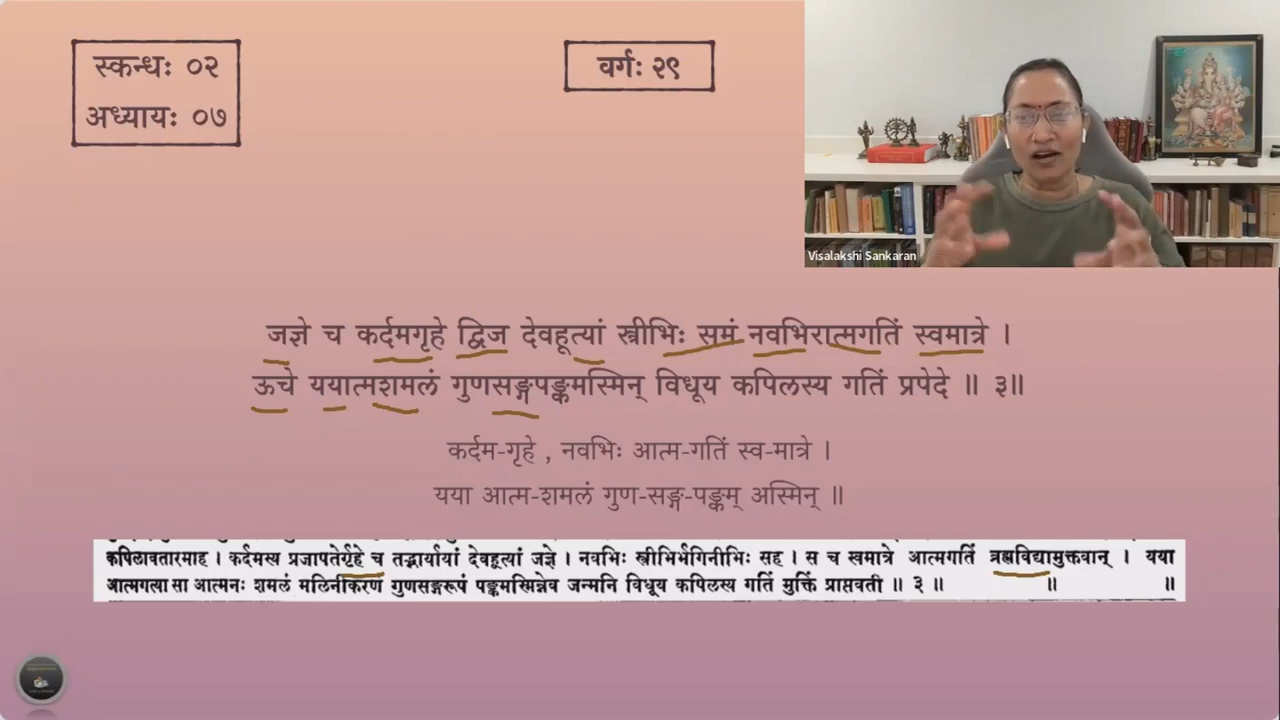 स्कन्धः ०२
अध्यायः ०७
वर्गः २९
Visalakshi Sankaran
जज्ञे च कर्दमगृहे द्विज देवहूत्यां स्त्रीभिः समं नवभिरात्मगतिं स्वमात्रे ।
ऊचे ययात्मशमलं गुणसङ्गपङ्कमस्मिन् विधूय कपिलस्य गतिं प्रपेदे ॥ ३॥
कर्दम-गृहे , नवभिः आत्म-गतिं स्व-मात्रे ।
यया आत्म-शमलं गुण-सङ्ग-पङ्कम् अस्मिन् ॥
कपिलावतारमाह । कर्दमस्य प्रजापतेर्गृहे च तद्भार्यायां देवहूत्यां जज्ञे । नवभिः स्त्रीभिर्भगिनीभिः सह । स च स्वमात्रे आत्मगतिं ब्रह्मविद्यामुक्तवान् । यया
आत्मगत्या सा आत्मनः शमलं मलिनीकरणं गुणसङ्गरूपं पङ्कमस्मिन्नेव जन्मनि विधूय कपिलस्य गतिं मुक्तिं प्राप्तवती ॥ ३ ॥ ॥ ॥